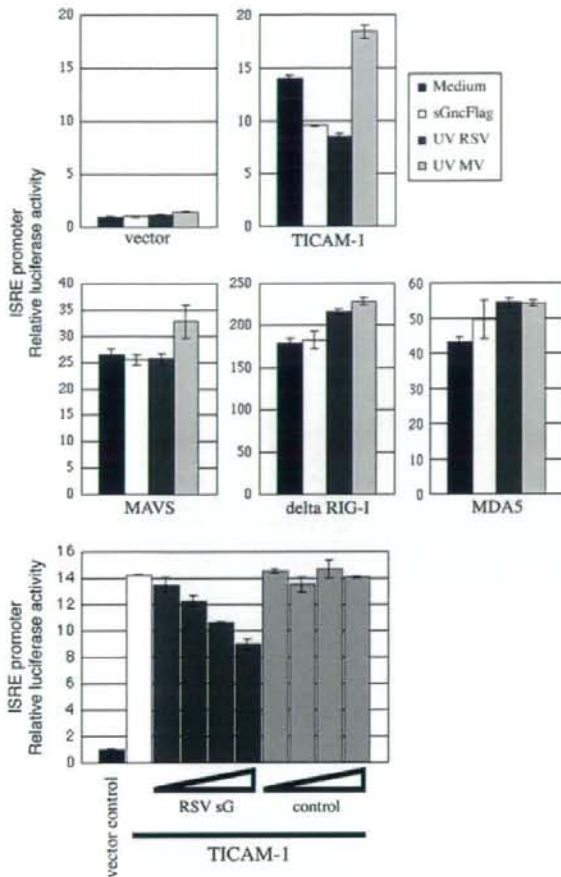 ISRE promoter
Relative luciferase activity
20
15
10
5
0
vector
20
15
10
5
0
TICAM-1
Medium
sGncFlag
UV RSV
UV MV
40
35
30
25
20
15
10
5
0
MAVS
250
200
150
100
50
0
delta RIG-I
60
50
40
30
20
10
0
MDA5
ISRE promoter
Relative luciferase activity
16
14
12
10
8
6
4
2
0
vector control
RSV sG
control
TICAM-1